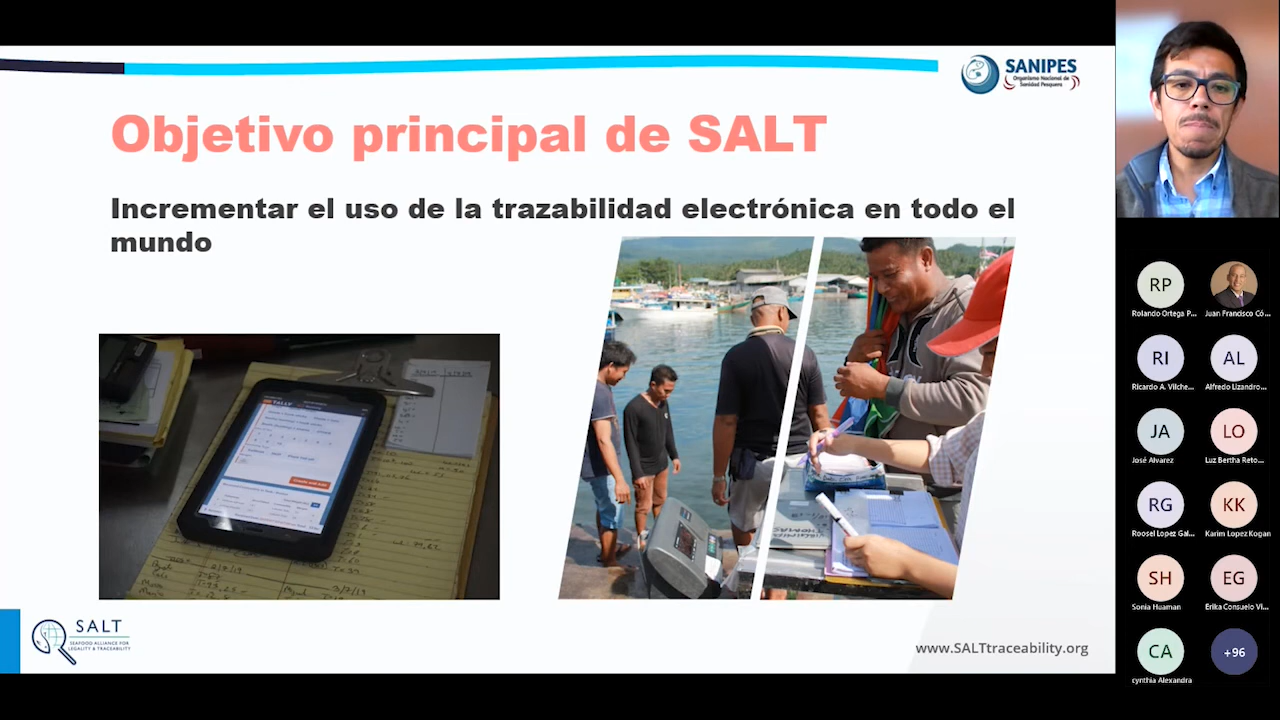 SANIPES
Organismo Nacional de
Sanidad Pesquera
Objetivo principal de SALT
Incrementar el uso de la trazabilidad electrónica en todo el
mundo
SALT
SEAFOOD ALLIANCE FOR
LEGALITY & TRACEABILITY
www.SALTtraceability.org
RP
Rolando Ortega P...
Juan Francisco Có...
RI
Ricardo A. Vilche...
AL
Alfredo Lizandro...
JA
José Alvarez
LO
Luz Bertha Reto...
RG
Roosel Lopez Gal...
KK
Karim Lopez Kogan
SH
Sonia Huaman
EG
Erika Consuelo Vi...
CA
cynthia Alexandra
+96